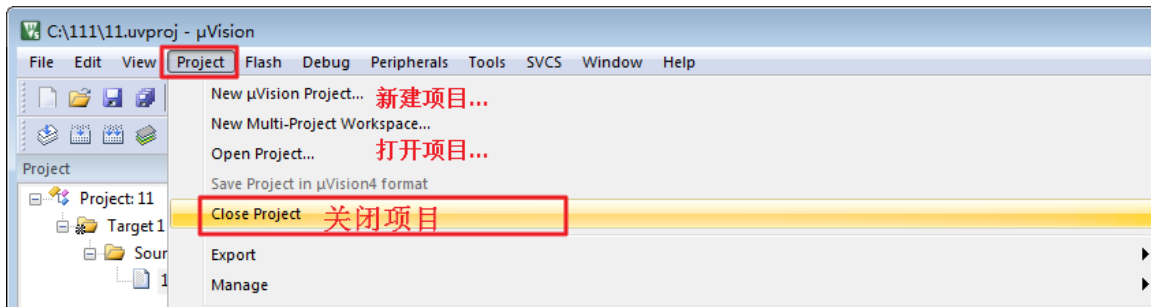 C:\111\11.uvproj - µVision
File Edit View Project Flash Debug Peripherals Tools SVCS Window Help
New µVision Project... 新建项目...
New Multi-Project Workspace...
Open Project... 打开项目...
Project
Save Project in µVision4 format
Project: 11
Close Project 关闭项目
Target 1
Sour
Export
1
Manage